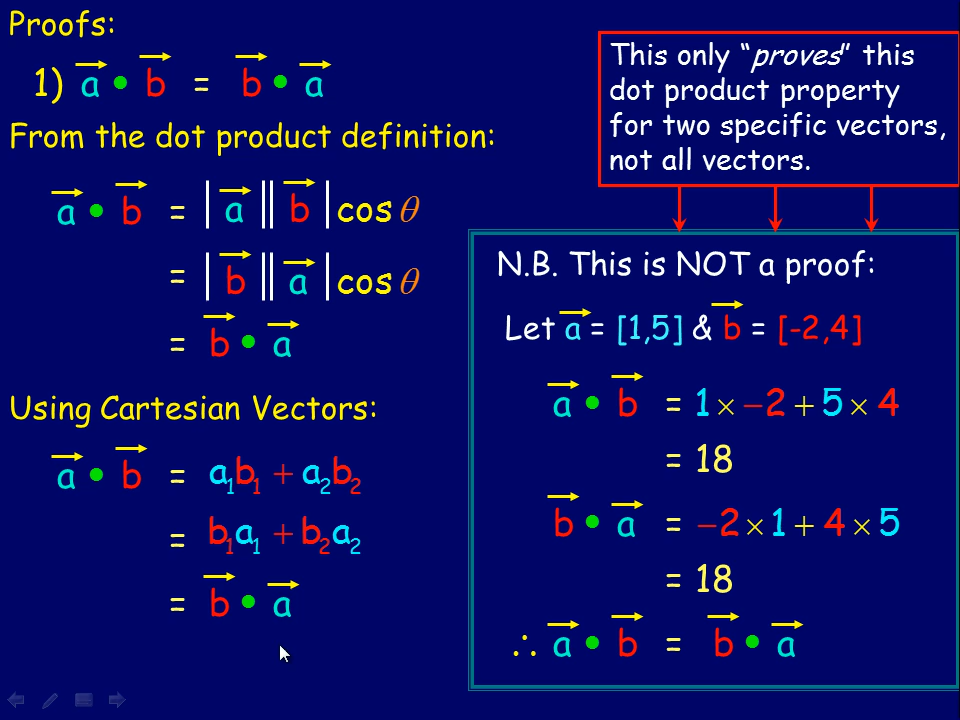 Proofs:
1) a • b = b • a
From the dot product definition:
a • b = |a||b| cos θ
= |b||a| cos θ
= b • a
Using Cartesian Vectors:
a • b = a₁b₁ + a₂b₂
= b₁a₁ + b₂a₂
= b • a
This only “proves” this
dot product property
for two specific vectors,
not all vectors.
N.B. This is NOT a proof:
Let a = [1,5] & b = [-2,4]
a • b = 1 × −2 + 5 × 4
= 18
b • a = −2 × 1 + 4 × 5
= 18
∴ a • b = b • a